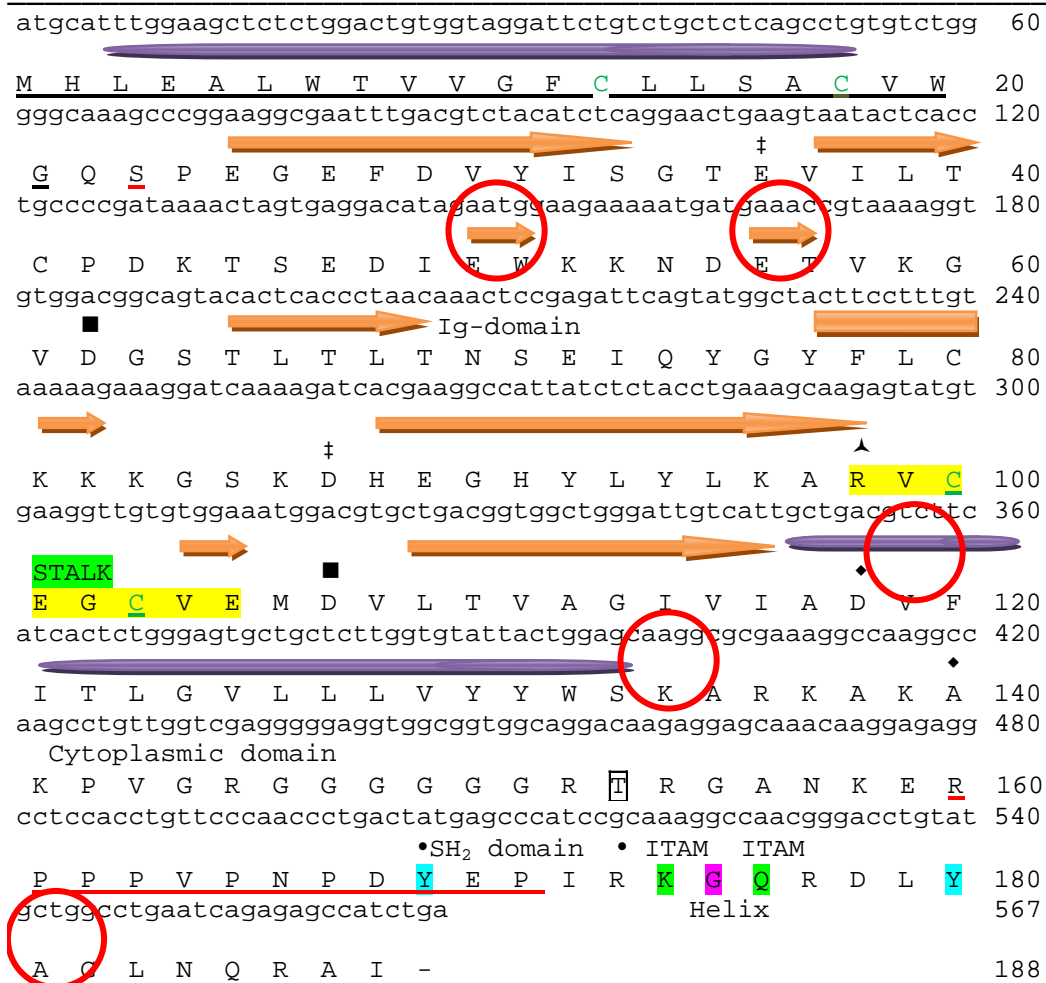 atgcatttggaagctctctggactgtggtaggattctgtctgctctcagcctgtgtctgg 60
M H L E A L W T V V G F C L L S A C V W 20
gggcaaagcccggaaggcgaatttgacgtctacatctcaggaactgaagtaatactcacc 120
‡
G Q S P E G E F D V Y I S G T E V I L T 40
tgccccgataaaactagtgaggacatagaatggaagaaaaatgatgaaaccgtaaaaggt 180
C P D K T S E D I E W K K N D E T V K G 60
gtggacggcagtacactcaccctaacaaactccgagattcagtatggctacttcctttgt 240
■ Ig-domain
V D G S T L T L T N S E I Q Y G Y F L C 80
aaaaagaaaggatcaaaagatcacgaaggccattatctctacctgaaagcaagagtatgt 300
‡
K K K G S K D H E G H Y L Y L K A R V C 100
gaaggttgtgtggaaatggacgtgctgacggtggctgggattgtcattgctgacgtcttc 360
STALK ■ ◆
E G C V E M D V L T V A G I V I A D V F 120
atcactctgggagtgctgctcttggtgtattactggagcaaggcgcgaaaggccaaggcc 420
◆
I T L G V L L L V Y Y W S K A R K A K A 140
aagcctgttggtcgagggggaggtggcggtggcaggacaagaggagcaaacaaggagagg 480
Cytoplasmic domain
K P V G R G G G G G G R T R G A N K E R 160
cctccacctgttcccaaccctgactatgagcccatccgcaaaggccaacgggacctgtat 540
•SH₂ domain • ITAM ITAM
P P P V P N P D Y E P I R K G Q R D L Y 180
gctggcctgaatcagagagccatctga Helix 567
A G L N Q R A I - 188